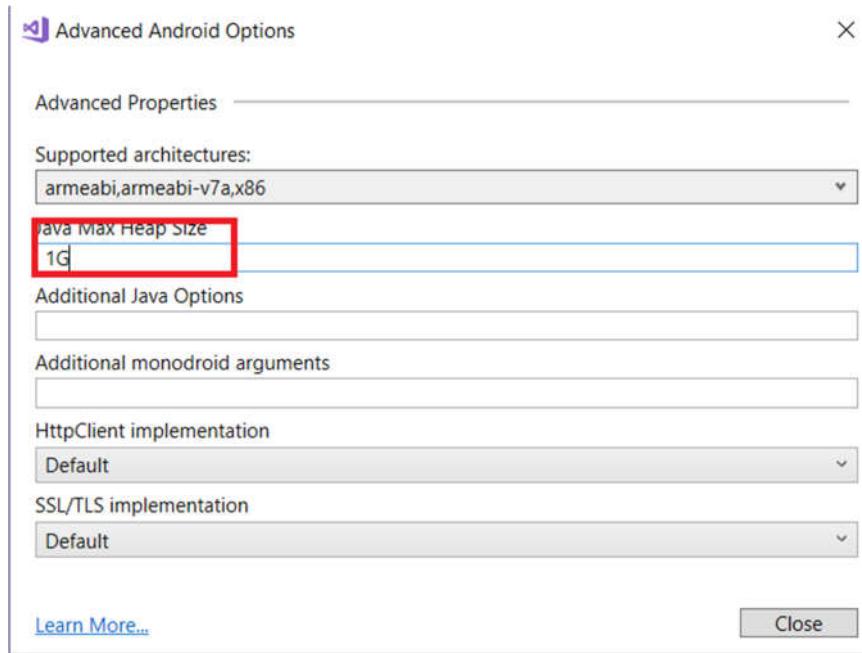 Advanced Android Options
Advanced Properties
Supported architectures:
armeabi,armeabi-v7a,x86
Java Max Heap Size
1G
Additional Java Options
Additional monodroid arguments
HttpClient implementation
Default
SSL/TLS implementation
Default
Learn More...
Close